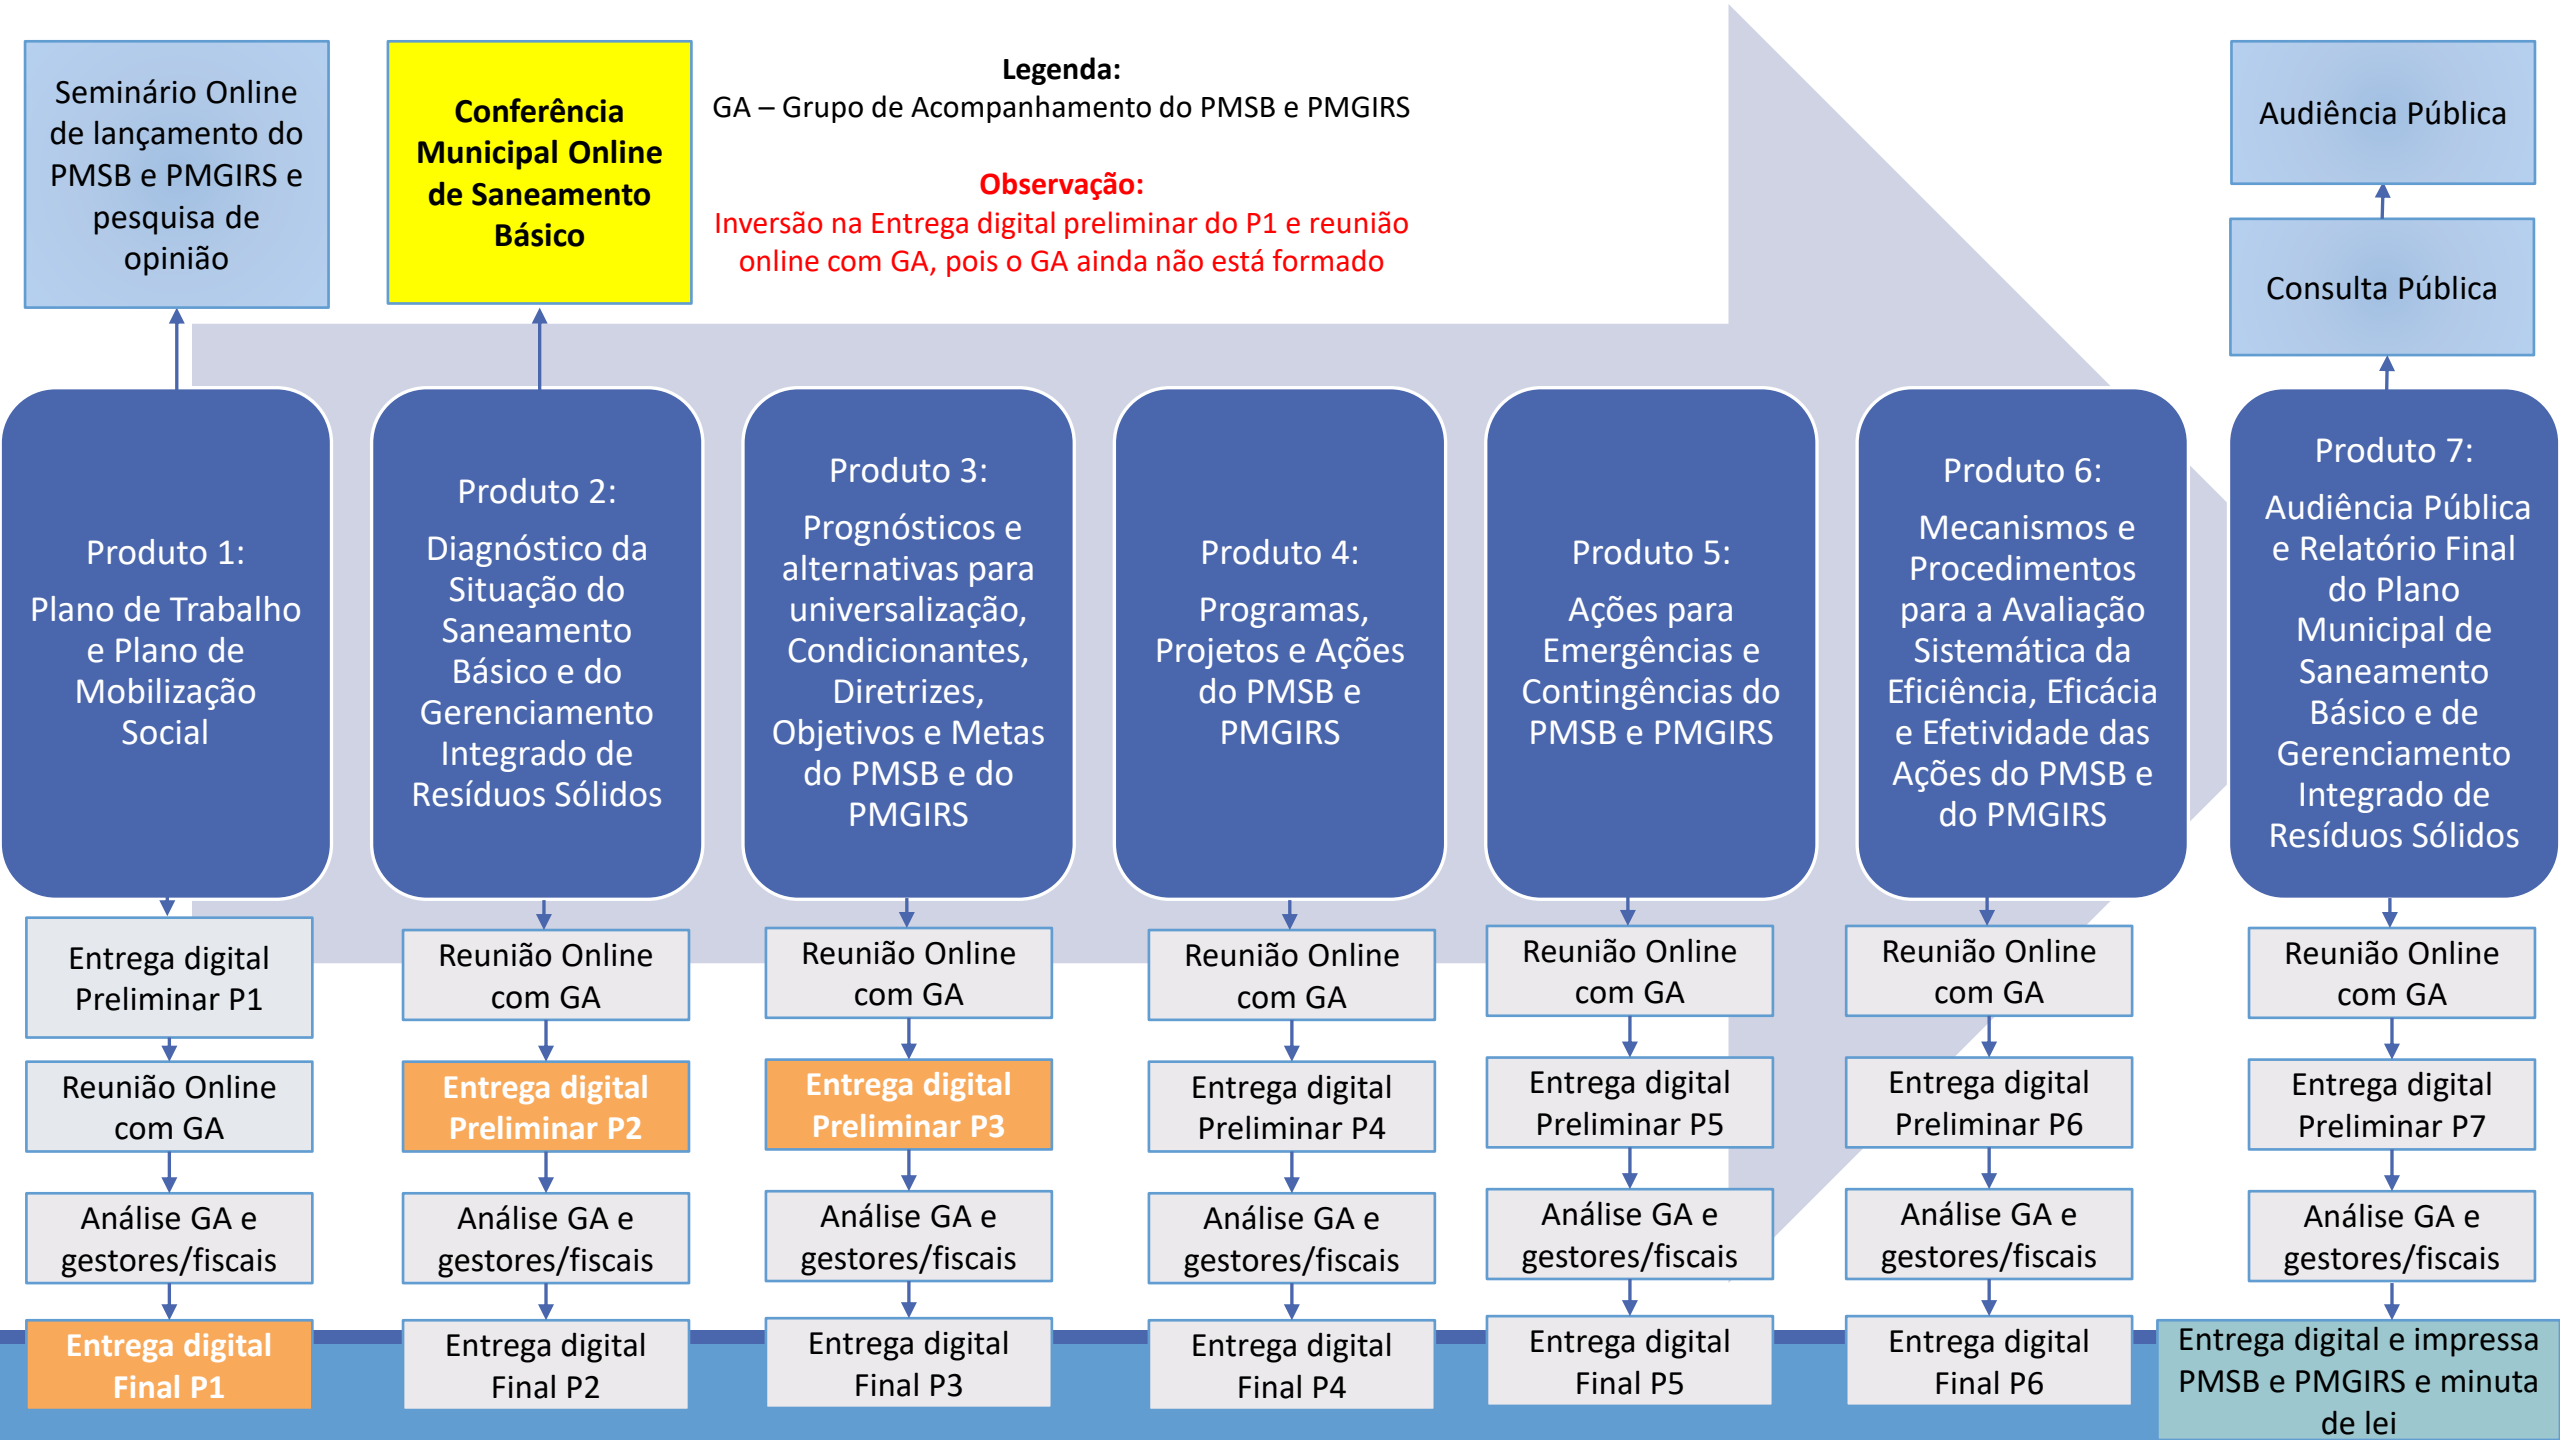 Seminário Online
de lançamento do
PMSB e PMGIRS e
pesquisa de
opinião
Conferência
Municipal Online
de Saneamento
Básico
Legenda:
GA – Grupo de Acompanhamento do PMSB e PMGIRS
Observação:
Inversão na Entrega digital preliminar do P1 e reunião
online com GA, pois o GA ainda não está formado
Audiência Pública
Consulta Pública
Produto 1:
Plano de Trabalho
e Plano de
Mobilização
Social
Produto 2:
Diagnóstico da
Situação do
Saneamento
Básico e do
Gerenciamento
Integrado de
Resíduos Sólidos
Produto 3:
Prognósticos e
alternativas para
universalização,
Condicionantes,
Diretrizes,
Objetivos e Metas
do PMSB e do
PMGIRS
Produto 4:
Programas,
Projetos e Ações
do PMSB e
PMGIRS
Produto 5:
Ações para
Emergências e
Contingências do
PMSB e PMGIRS
Produto 6:
Mecanismos e
Procedimentos
para a Avaliação
Sistemática da
Eficiência, Eficácia
e Efetividade das
Ações do PMSB e
do PMGIRS
Produto 7:
Audiência Pública
e Relatório Final
do Plano
Municipal de
Saneamento
Básico e de
Gerenciamento
Integrado de
Resíduos Sólidos
Entrega digital
Preliminar P1
Reunião Online
com GA
Análise GA e
gestores/fiscais
Entrega digital
Final P1
Reunião Online
com GA
Entrega digital
Preliminar P2
Análise GA e
gestores/fiscais
Entrega digital
Final P2
Reunião Online
com GA
Entrega digital
Preliminar P3
Análise GA e
gestores/fiscais
Entrega digital
Final P3
Reunião Online
com GA
Entrega digital
Preliminar P4
Análise GA e
gestores/fiscais
Entrega digital
Final P4
Reunião Online
com GA
Entrega digital
Preliminar P5
Análise GA e
gestores/fiscais
Entrega digital
Final P5
Reunião Online
com GA
Entrega digital
Preliminar P6
Análise GA e
gestores/fiscais
Entrega digital
Final P6
Reunião Online
com GA
Entrega digital
Preliminar P7
Análise GA e
gestores/fiscais
Entrega digital e impressa
PMSB e PMGIRS e minuta
de lei